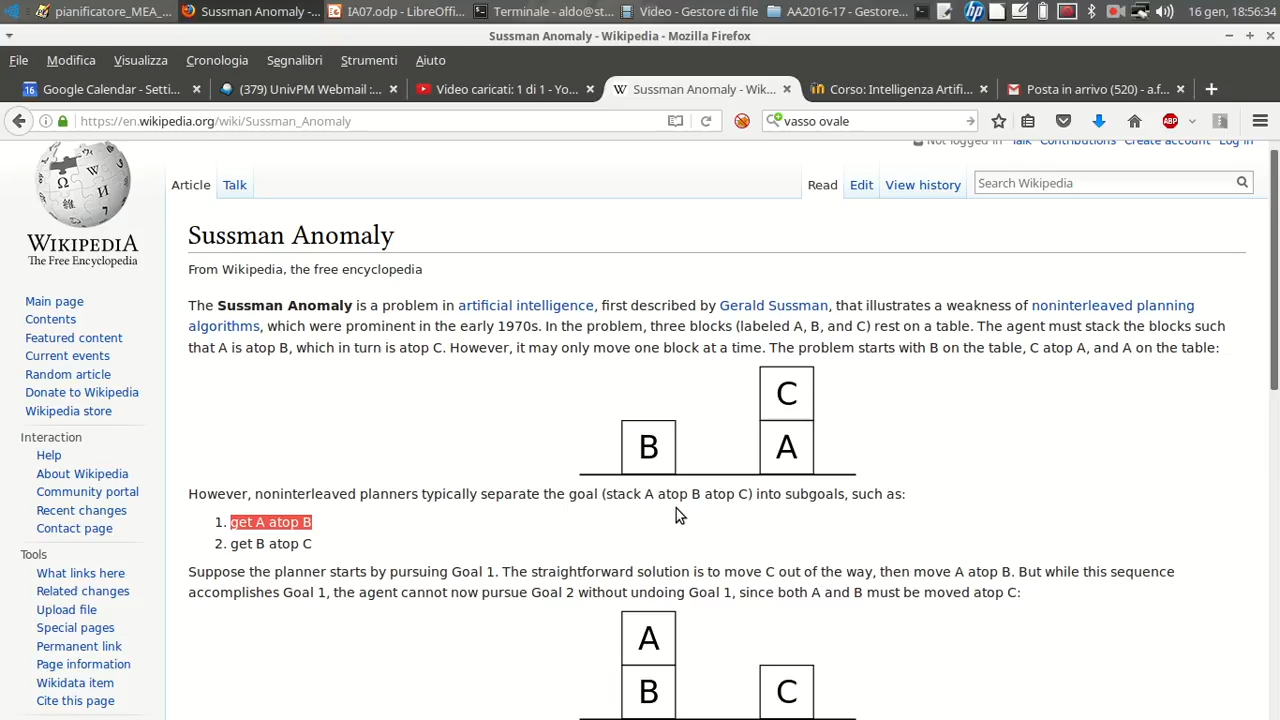 pianificatore_MEA_...
Sussman Anomaly -...
IA07.odp - LibreOffi...
Terminale - aldo@st...
Video - Gestore di file
AA2016-17 - Gestore...
16 gen, 18:56:34
Sussman Anomaly - Wikipedia - Mozilla Firefox
File Modifica Visualizza Cronologia Segnalibri Strumenti Aiuto
16 Google Calendar - Setti...
(379) UnivPM Webmail :...
Video caricati: 1 di 1 - Yo...
W Sussman Anomaly - Wik...
Corso: Intelligenza Artifi...
Posta in arrivo (520) - a.f...
https://en.wikipedia.org/wiki/Sussman_Anomaly
vasso ovale
ABP
Not logged in Talk Contributions Create account Log in
Article Talk
Read Edit View history
Search Wikipedia
WIKIPEDIA
The Free Encyclopedia
Main page
Contents
Featured content
Current events
Random article
Donate to Wikipedia
Wikipedia store
Interaction
Help
About Wikipedia
Community portal
Recent changes
Contact page
Tools
What links here
Related changes
Upload file
Special pages
Permanent link
Page information
Wikidata item
Cite this page
Sussman Anomaly
From Wikipedia, the free encyclopedia
The Sussman Anomaly is a problem in artificial intelligence, first described by Gerald Sussman, that illustrates a weakness of noninterleaved planning
algorithms, which were prominent in the early 1970s. In the problem, three blocks (labeled A, B, and C) rest on a table. The agent must stack the blocks such
that A is atop B, which in turn is atop C. However, it may only move one block at a time. The problem starts with B on the table, C atop A, and A on the table:
C
B A
However, noninterleaved planners typically separate the goal (stack A atop B atop C) into subgoals, such as:
1. get A atop B
2. get B atop C
Suppose the planner starts by pursuing Goal 1. The straightforward solution is to move C out of the way, then move A atop B. But while this sequence
accomplishes Goal 1, the agent cannot now pursue Goal 2 without undoing Goal 1, since both A and B must be moved atop C:
A
B C